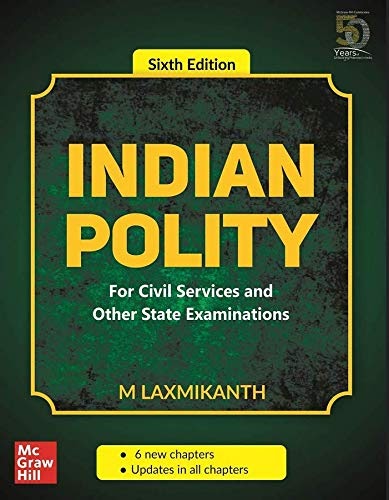 50
Years
Sixth Edition
INDIAN
POLITY
For Civil Services and
Other State Examinations
M LAXMIKANTH
Mc
Graw
Hill
• 6 new chapters
• Updates in all chapters